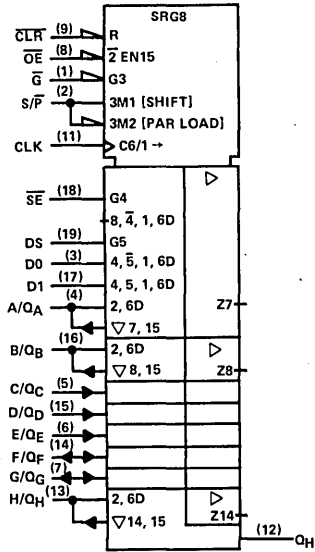 SRG8
CLR (9) R
OE (8) 2 EN15
G (1) G3
S/P (2) 3M1 [SHIFT]
3M2 [PAR LOAD]
CLK (11) C6/1 →
SE (18) G4
8, 4, 1, 6D
DS (19) G5
D0 (3) 4, 5, 1, 6D
D1 (17) 4, 5, 1, 6D
A/QA (4) 2, 6D Z7
▽ 7, 15
B/QB (16) 2, 6D Z8
▽ 8, 15
C/QC (5)
D/QD (15)
E/QE (6)
F/QF (14)
G/QG (7)
H/QH (13) 2, 6D Z14
▽ 14, 15
(12) QH